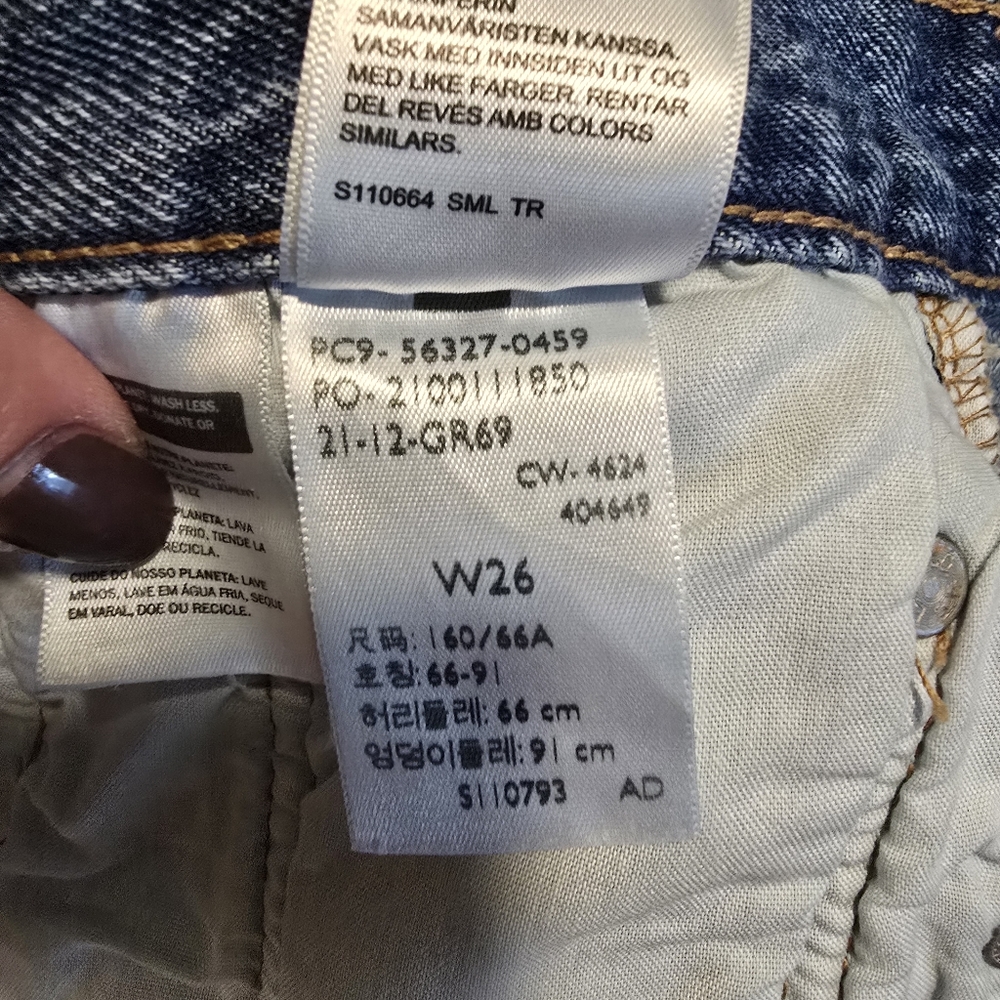 SAMANVÄRISTEN KANSSA.
VASK MED INNSIDEN UT OG
MED LIKE FARGER. RENTAR
DEL REVÉS AMB COLORS
SIMILARS.
S110664 SML TR
PC9- 56327-0459
PO- 2100111850
21-12-GR69
CW- 4624
404649
W26
尺码: 160/66A
호칭: 66-91
허리둘레: 66 cm
엉덩이둘레: 91 cm
S110793 AD
WASH LESS.
DONATE OR
PLANETE:
NATURELLEMENT.
PLANETA: LAVA
FRIO, TIENDE LA
RECICLA.
CUIDE DO NOSSO PLANETA: LAVE
MENOS, LAVE EM ÁGUA FRIA, SEQUE
EM VARAL, DOE OU RECICLE.